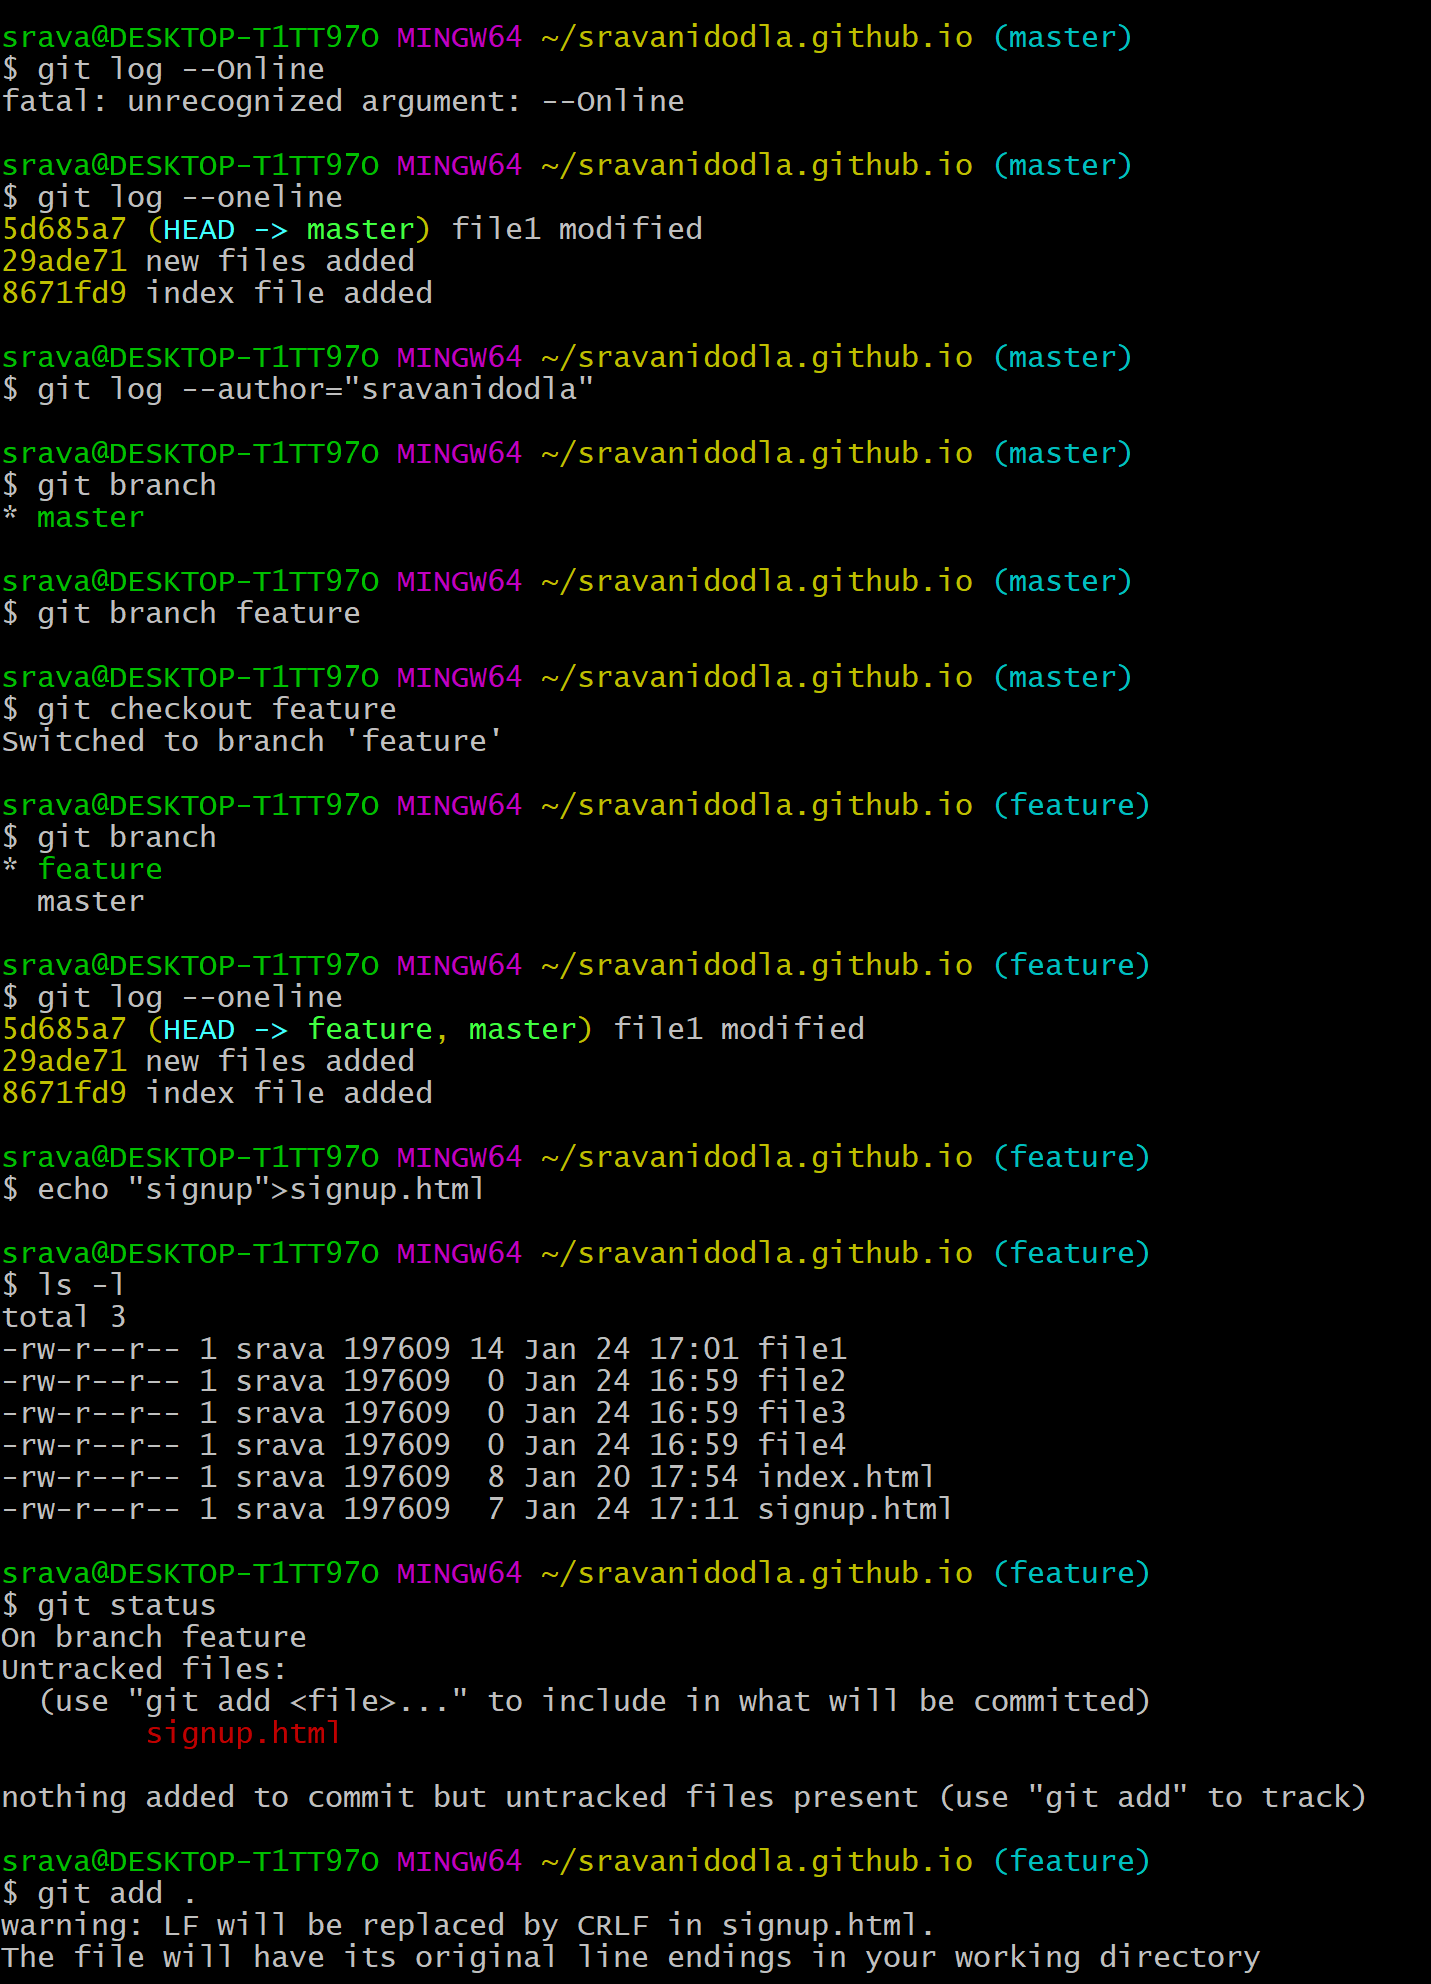 srava@DESKTOP-T1TT97O MINGW64 ~/sravanidodla.github.io (master)
$ git log --Online
fatal: unrecognized argument: --Online

srava@DESKTOP-T1TT97O MINGW64 ~/sravanidodla.github.io (master)
$ git log --oneline
5d685a7 (HEAD -> master) file1 modified
29ade71 new files added
8671fd9 index file added

srava@DESKTOP-T1TT97O MINGW64 ~/sravanidodla.github.io (master)
$ git log --author="sravanidodla"

srava@DESKTOP-T1TT97O MINGW64 ~/sravanidodla.github.io (master)
$ git branch
* master

srava@DESKTOP-T1TT97O MINGW64 ~/sravanidodla.github.io (master)
$ git branch feature

srava@DESKTOP-T1TT97O MINGW64 ~/sravanidodla.github.io (master)
$ git checkout feature
Switched to branch 'feature'

srava@DESKTOP-T1TT97O MINGW64 ~/sravanidodla.github.io (feature)
$ git branch
* feature
  master

srava@DESKTOP-T1TT97O MINGW64 ~/sravanidodla.github.io (feature)
$ git log --oneline
5d685a7 (HEAD -> feature, master) file1 modified
29ade71 new files added
8671fd9 index file added

srava@DESKTOP-T1TT97O MINGW64 ~/sravanidodla.github.io (feature)
$ echo "signup">signup.html

srava@DESKTOP-T1TT97O MINGW64 ~/sravanidodla.github.io (feature)
$ ls -l
total 3
-rw-r--r-- 1 srava 197609 14 Jan 24 17:01 file1
-rw-r--r-- 1 srava 197609  0 Jan 24 16:59 file2
-rw-r--r-- 1 srava 197609  0 Jan 24 16:59 file3
-rw-r--r-- 1 srava 197609  0 Jan 24 16:59 file4
-rw-r--r-- 1 srava 197609  8 Jan 20 17:54 index.html
-rw-r--r-- 1 srava 197609  7 Jan 24 17:11 signup.html

srava@DESKTOP-T1TT97O MINGW64 ~/sravanidodla.github.io (feature)
$ git status
On branch feature
Untracked files:
  (use "git add <file>..." to include in what will be committed)
        signup.html

nothing added to commit but untracked files present (use "git add" to track)

srava@DESKTOP-T1TT97O MINGW64 ~/sravanidodla.github.io (feature)
$ git add .
warning: LF will be replaced by CRLF in signup.html.
The file will have its original line endings in your working directory